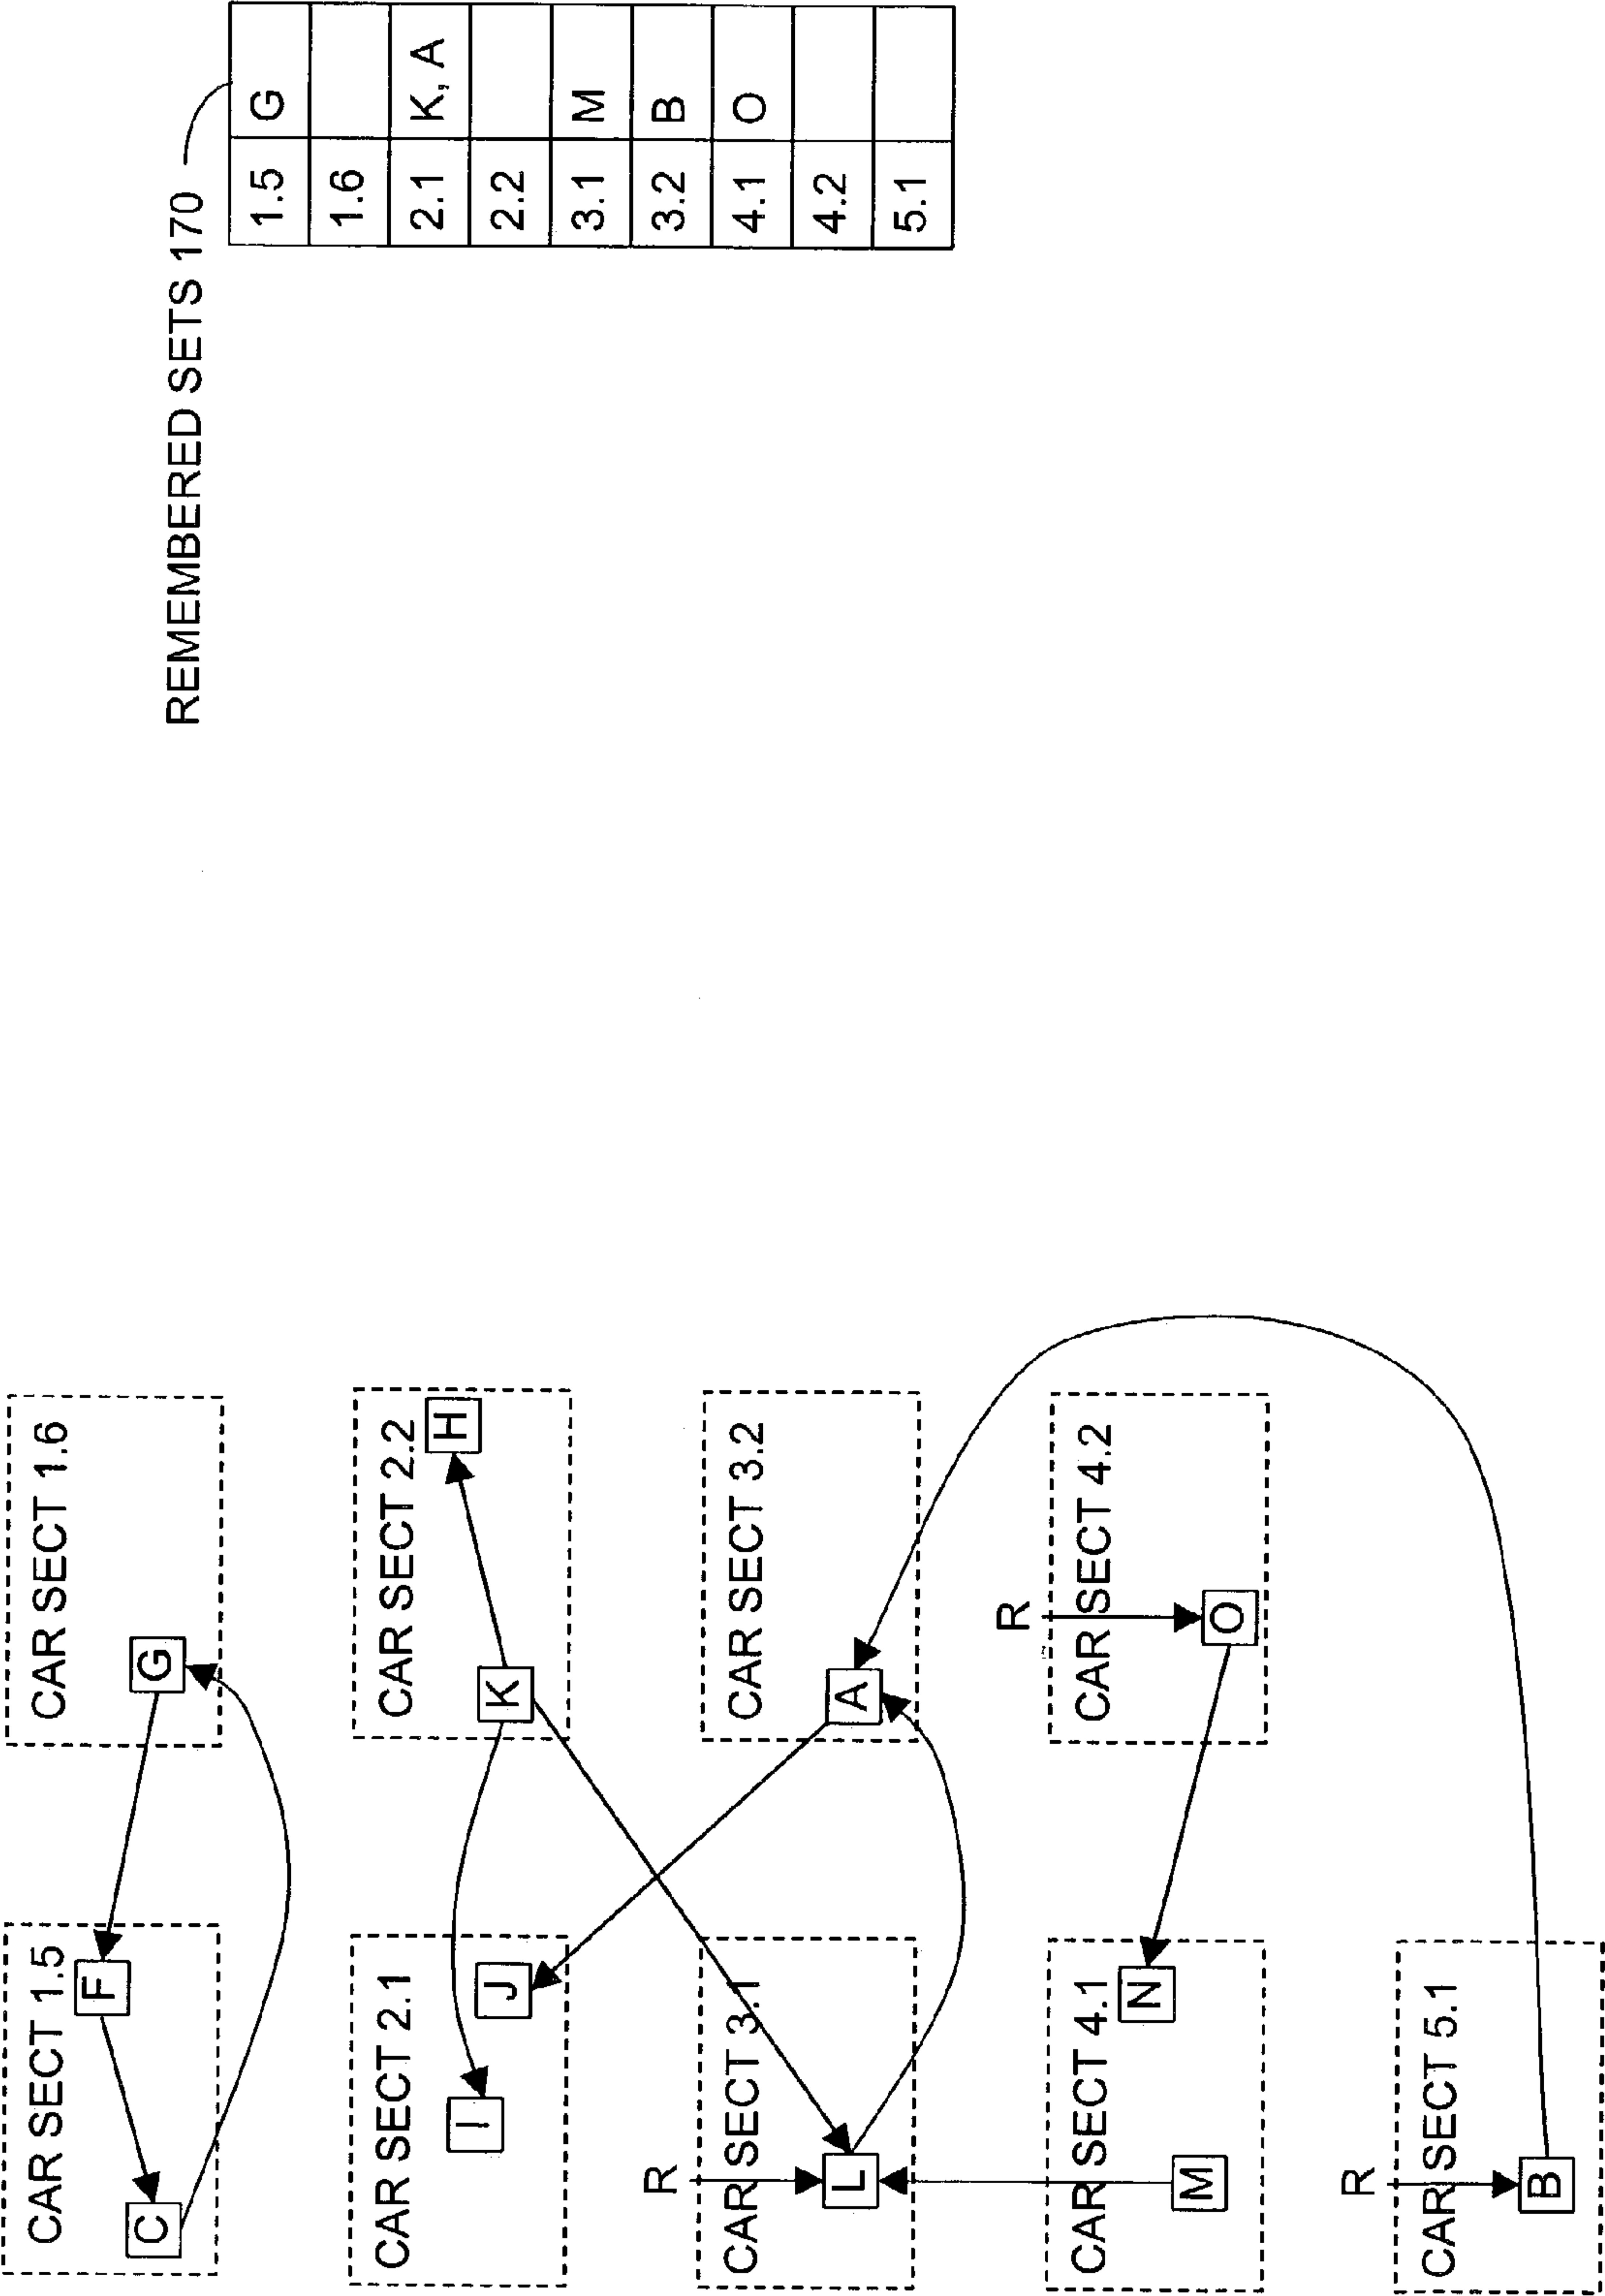 REMEMBERED SETS 170
1.5 G
1.6
2.1 K, A
2.2
3.1 M
3.2 B
4.1 O
4.2
5.1
CAR SECT 1.5
F
C
CAR SECT 1.6
G
CAR SECT 2.1
I
J
CAR SECT 2.2
H
K
R
CAR SECT 3.1
L
CAR SECT 3.2
A
CAR SECT 4.1
M
N
R
CAR SECT 4.2
O
R
CAR SECT 5.1
B